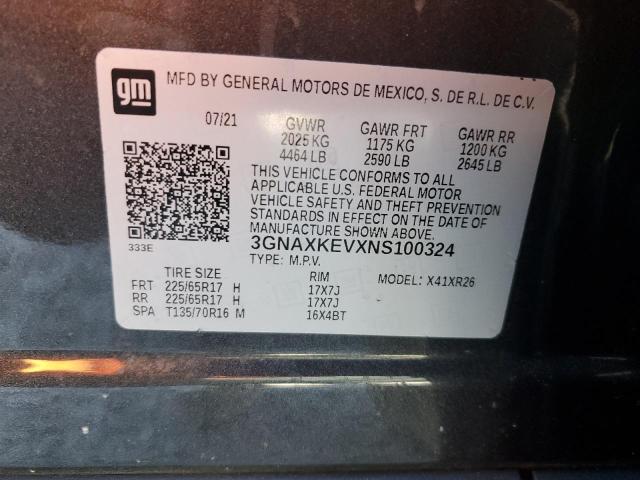 gm
MFD BY GENERAL MOTORS DE MEXICO, S. DE R.L. DE C.V.
07/21 GVWR GAWR FRT GAWR RR
2025 KG 1175 KG 1200 KG
4464 LB 2590 LB 2645 LB
THIS VEHICLE CONFORMS TO ALL
APPLICABLE U.S. FEDERAL MOTOR
VEHICLE SAFETY AND THEFT PREVENTION
STANDARDS IN EFFECT ON THE DATE OF
MANUFACTURE SHOWN ABOVE.
333E 3GNAXKEVXNS100324
TYPE: M.P.V.
TIRE SIZE RIM MODEL: X41XR26
FRT 225/65R17 H 17X7J
RR 225/65R17 H 17X7J
SPA T135/70R16 M 16X4BT